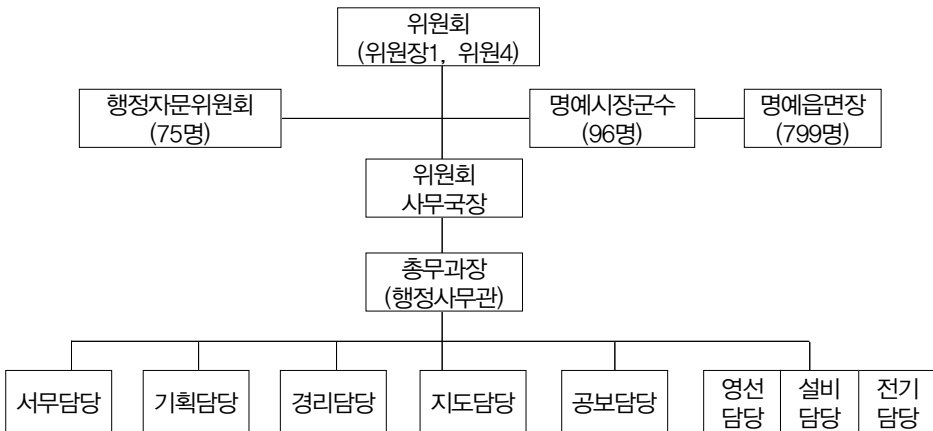 위원회
(위원장1, 위원4)
행정자문위원회
(75명)
명예시장군수
(96명)
명예읍면장
(799명)
위원회
사무국장
총무과장
(행정사무관)
서무담당
기획담당
경리담당
지도담당
공보담당
영선
담당
설비
담당
전기
담당